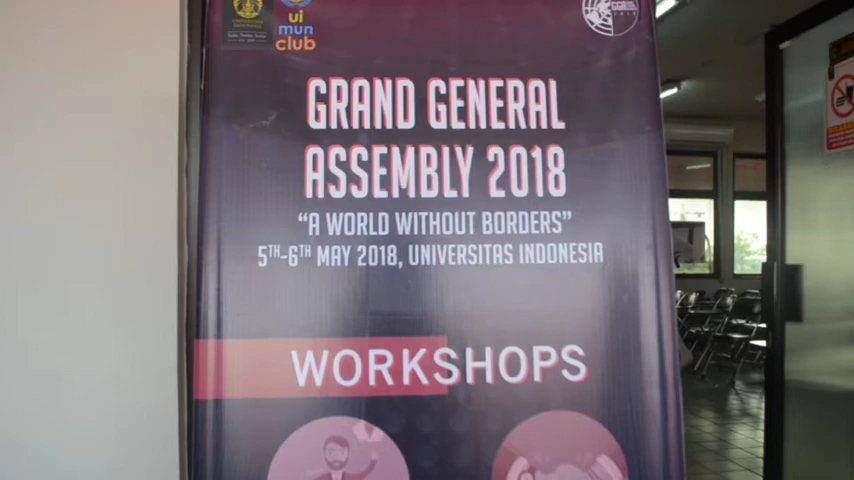 ui
mun
club
GRAND GENERAL
ASSEMBLY 2018
“A WORLD WITHOUT BORDERS”
5TH-6TH MAY 2018, UNIVERSITAS INDONESIA
WORKSHOPS